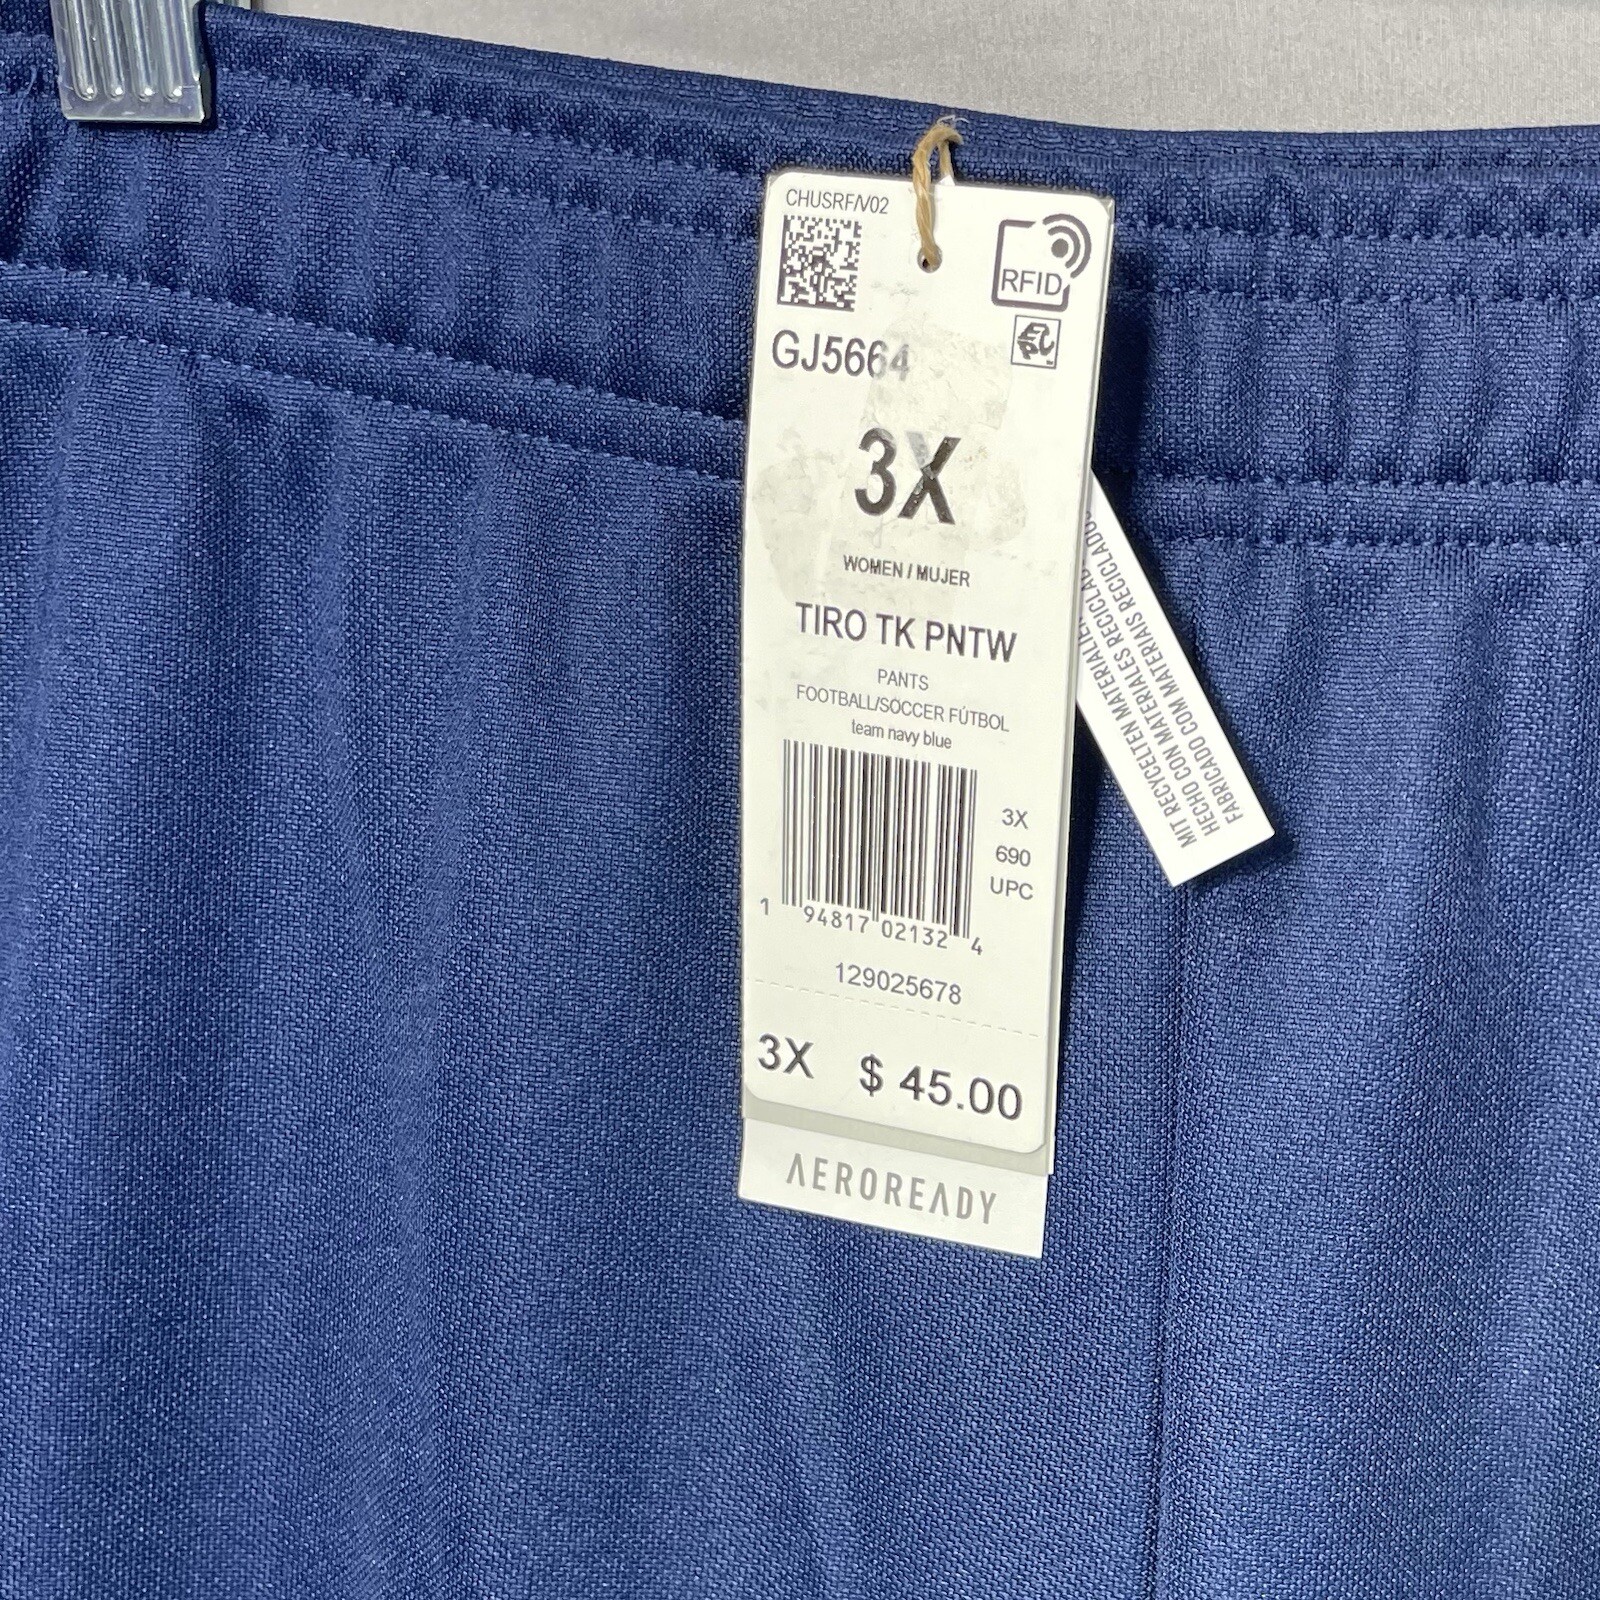 CHUSRF/V02
RFID
EPC
GJ5664
3X
WOMEN / MUJER
TIRO TK PNTW
PANTS
FOOTBALL/SOCCER FÚTBOL
team navy blue
3X
690
UPC
1 94817 02132 4
129025678
3X $ 45.00
AEROREADY
MIT RECYCELTEN MATERIALIEN
HECHO CON MATERIALES RECICLADOS
FABRICADO COM MATERIAIS RECICLADOS